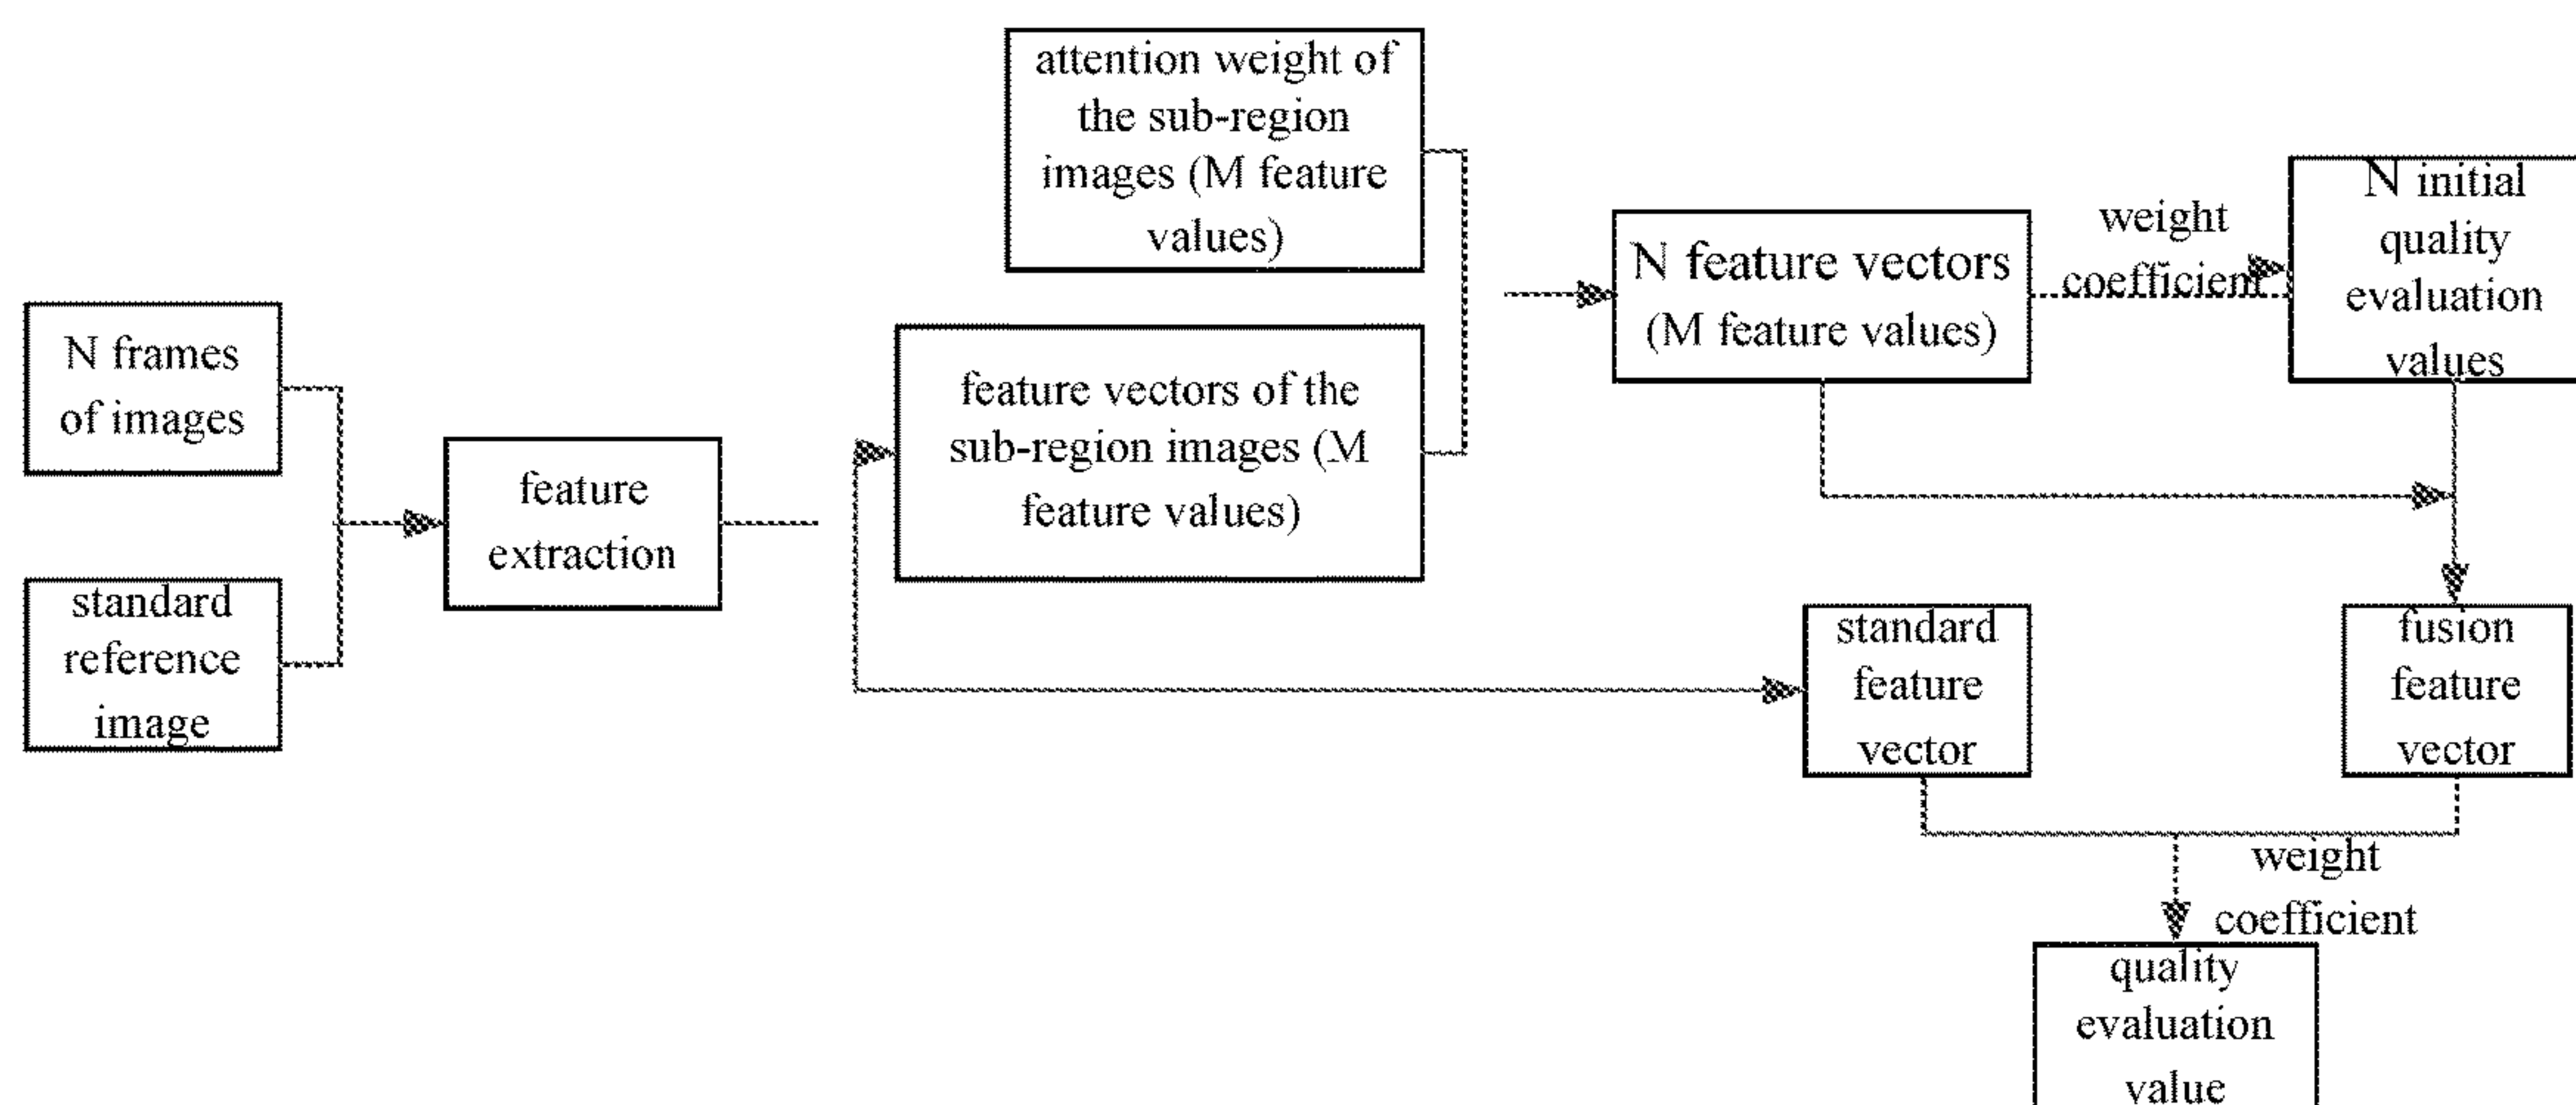 attention weight of
the sub-region
images (M feature
values)
N frames
of images
standard
reference
image
feature
extraction
feature vectors of the
sub-region images (M
feature values)
N feature vectors
(M feature values)
weight
coefficient
N initial
quality
evaluation
values
standard
feature
vector
fusion
feature
vector
weight
coefficient
quality
evaluation
value